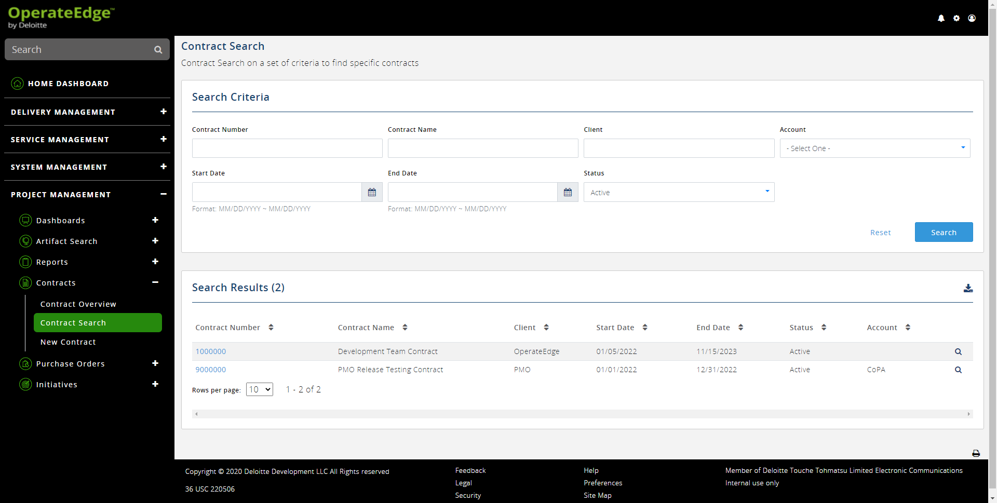 OperateEdge™
by Deloitte
Search
HOME DASHBOARD
DELIVERY MANAGEMENT +
SERVICE MANAGEMENT +
SYSTEM MANAGEMENT +
PROJECT MANAGEMENT −
Dashboards +
Artifact Search +
Reports +
Contracts −
Contract Overview
Contract Search
New Contract
Purchase Orders +
Initiatives +
Contract Search
Contract Search on a set of criteria to find specific contracts
Search Criteria
Contract Number Contract Name Client Account
- Select One -
Start Date End Date Status
Active
Format: MM/DD/YYYY – MM/DD/YYYY Format: MM/DD/YYYY – MM/DD/YYYY
Reset Search
Search Results (2)
Contract Number Contract Name Client Start Date End Date Status Account
1000000 Development Team Contract OperateEdge 01/05/2022 11/15/2023 Active
9000000 PMO Release Testing Contract PMO 01/01/2022 12/31/2022 Active CoPA
Rows per page: 10 1 - 2 of 2
Copyright © 2020 Deloitte Development LLC All Rights reserved
36 USC 220506
Feedback
Legal
Security
Help
Preferences
Site Map
Member of Deloitte Touche Tohmatsu Limited Electronic Communications
Internal use only